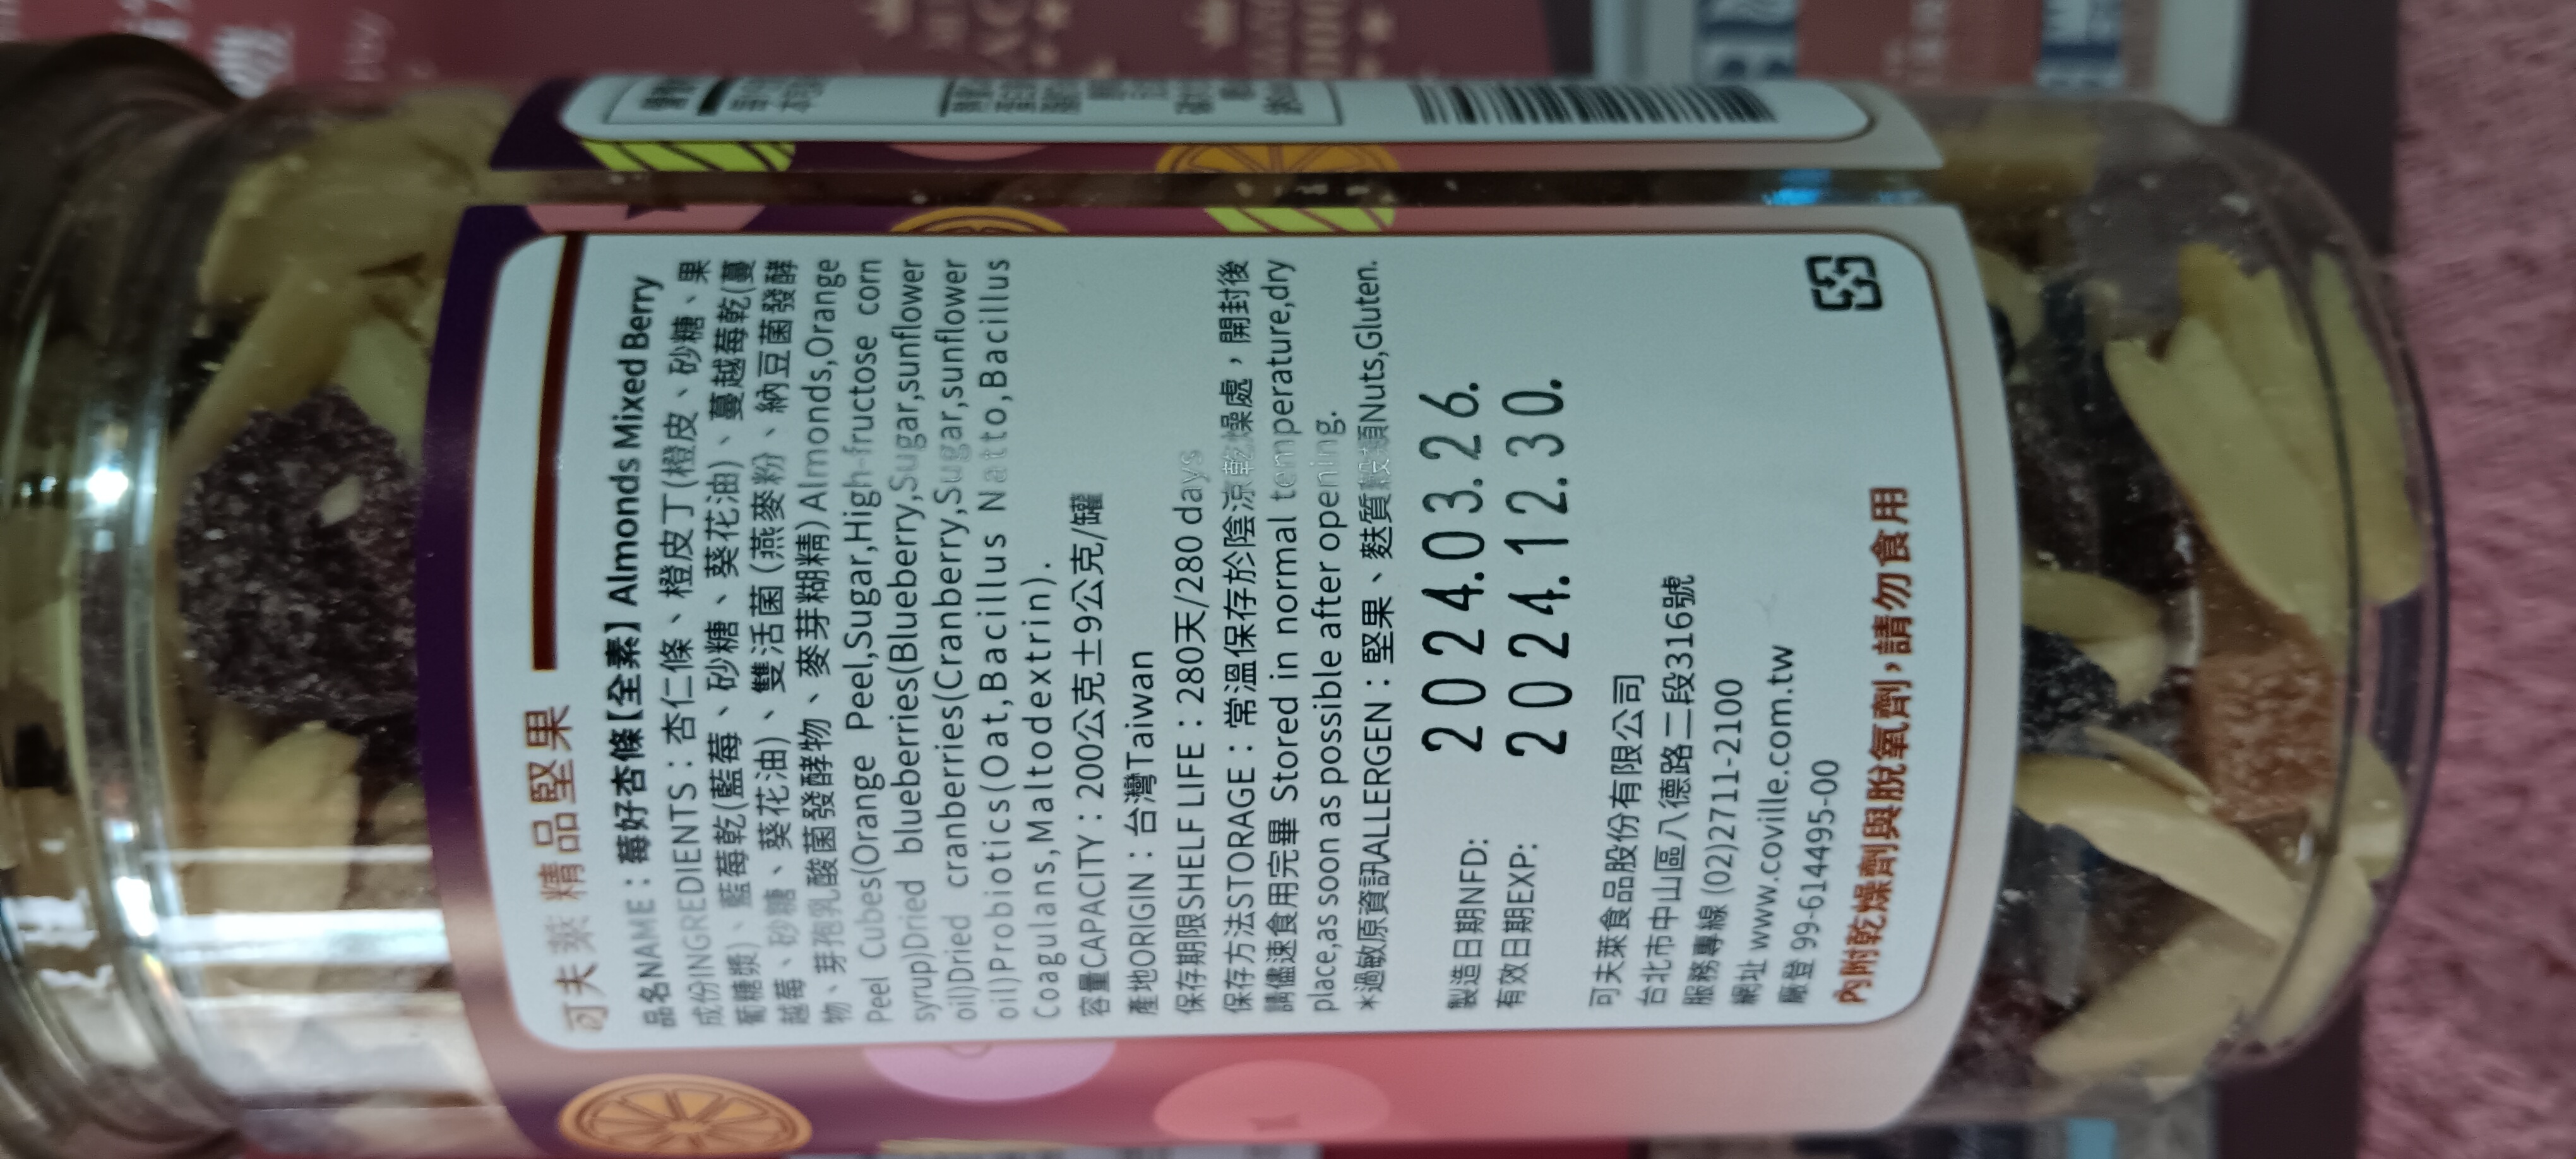 可夫萊 精品堅果
品名NAME：莓好杏條【全素】Almonds Mixed Berry
成份INGREDIENTS：杏仁條、橙皮丁(橙皮、砂糖、果
葡糖漿)、藍莓乾(藍莓、砂糖、葵花油)、蔓越莓乾(蔓
越莓、砂糖、葵花油)、雙活菌(燕麥粉、納豆菌發酵
物、芽孢乳酸菌發酵物、麥芽糊精)Almonds,Orange
Peel Cubes(Orange Peel,Sugar,High-fructose corn
syrup)Dried blueberries(Blueberry,Sugar,sunflower
oil)Dried cranberries(Cranberry,Sugar,sunflower
oil)Probiotics(Oat,Bacillus Natto,Bacillus
Coagulans,Maltodextrin).
容量CAPACITY：200公克±9公克/罐
產地ORIGIN：台灣Taiwan
保存期限SHELF LIFE：280天/280 days
保存方法STORAGE：常溫保存於陰涼乾燥處，開封後
請儘速食用完畢 Stored in normal temperature,dry
place,as soon as possible after opening.
*過敏原資訊ALLERGEN：堅果、麩質穀類Nuts,Gluten.
製造日期NFD: 2024.03.26.
有效日期EXP: 2024.12.30.
可夫萊食品股份有限公司
台北市中山區八德路二段316號
服務專線 (02)2711-2100
網址 www.coville.com.tw
廠登 99-614495-00
內附乾燥劑與脫氧劑，請勿食用